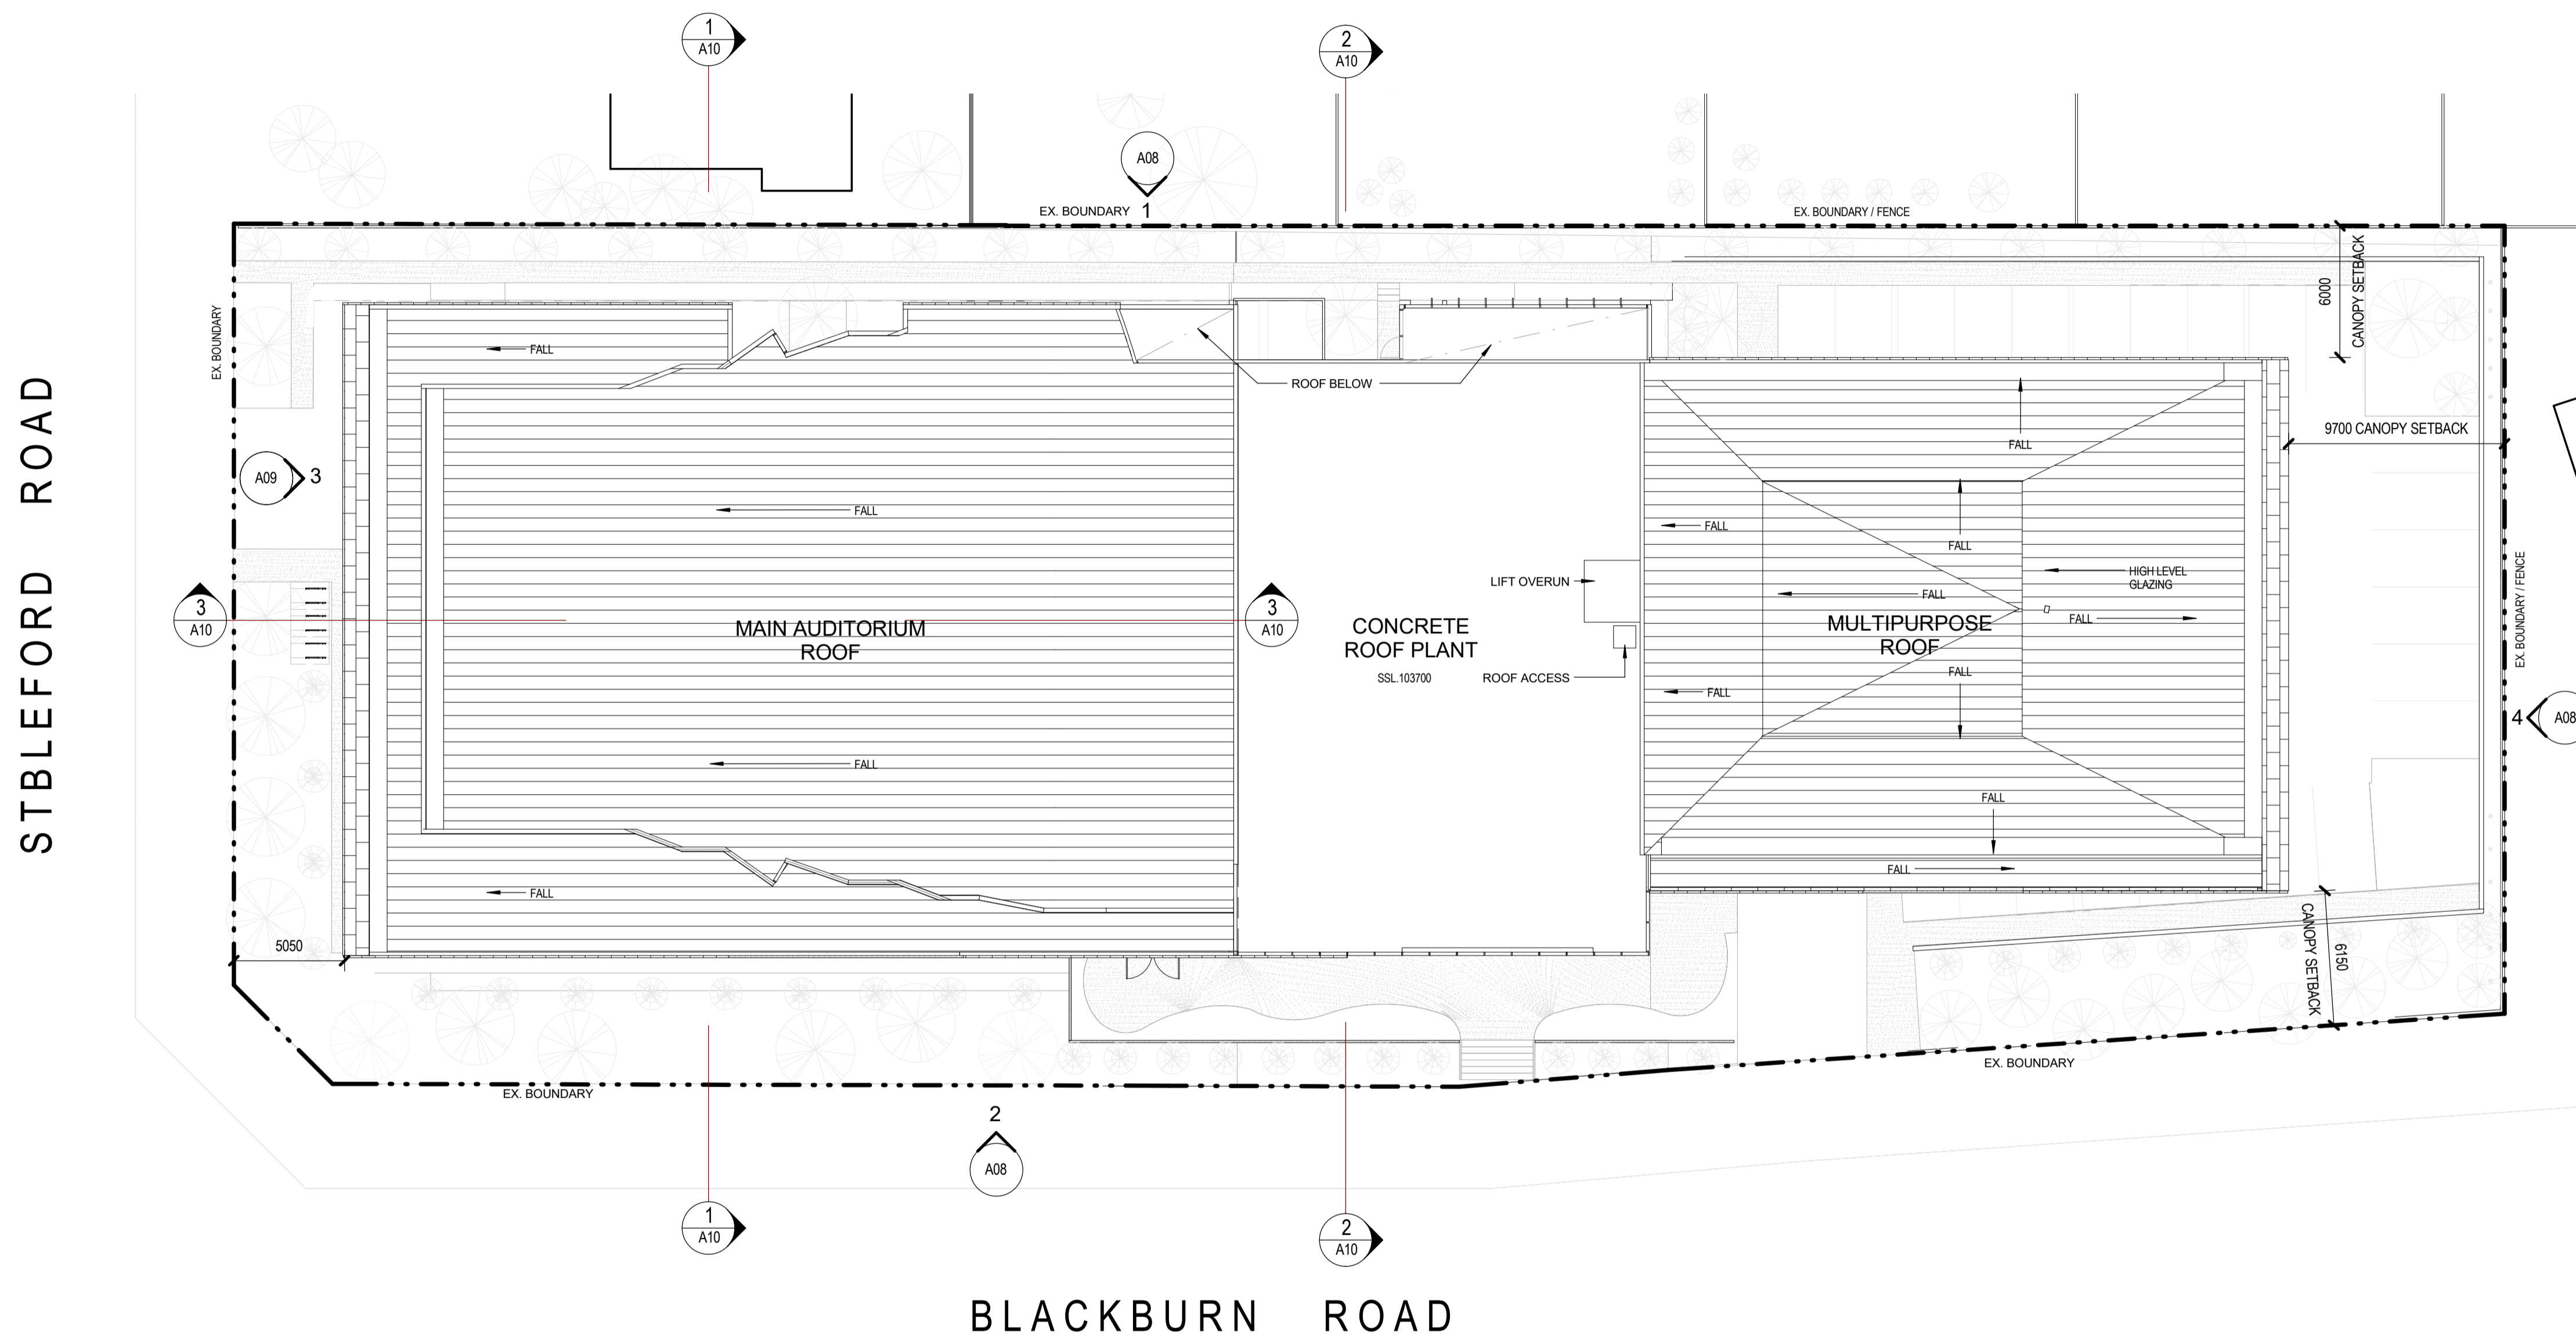 1
A10
2
A10
A08
EX. BOUNDARY
1
EX. BOUNDARY / FENCE
6000
CANOPY SETBACK
EX. BOUNDARY
FALL
ROOF BELOW
FALL
9700 CANOPY SETBACK
STBLEFORD ROAD
A09
3
FALL
FALL
FALL
HIGH LEVEL
GLAZING
LIFT OVERUN
FALL
FALL
EX. BOUNDARY / FENCE
3
A10
MAIN AUDITORIUM
ROOF
3
A10
CONCRETE
ROOF PLANT
SSL.103700
ROOF ACCESS
MULTIPURPOSE
ROOF
FALL
FALL
4
A08
FALL
FALL
FALL
FALL
5050
CANOPY SETBACK
6150
EX. BOUNDARY
EX. BOUNDARY
2
A08
1
A10
2
A10
BLACKBURN ROAD